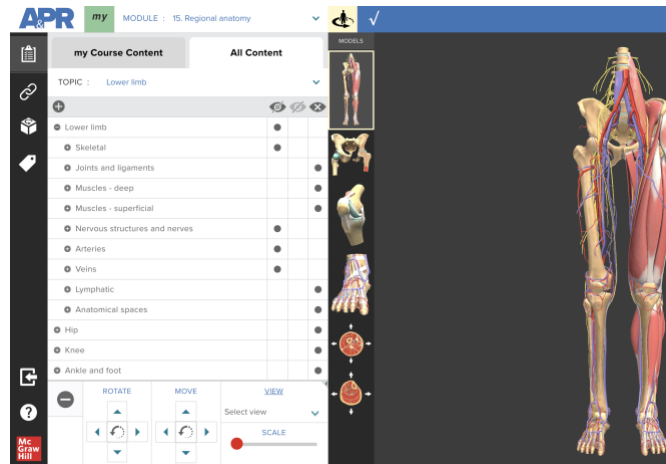 A&PR
my
MODULE : 15. Regional anatomy
√
my Course Content
All Content
MODELS
TOPIC : Lower limb
Lower limb
Skeletal
Joints and ligaments
Muscles - deep
Muscles - superficial
Nervous structures and nerves
Arteries
Veins
Lymphatic
Anatomical spaces
Hip
Knee
Ankle and foot
ROTATE
MOVE
VIEW
Select view
SCALE
?
Mc
Graw
Hill